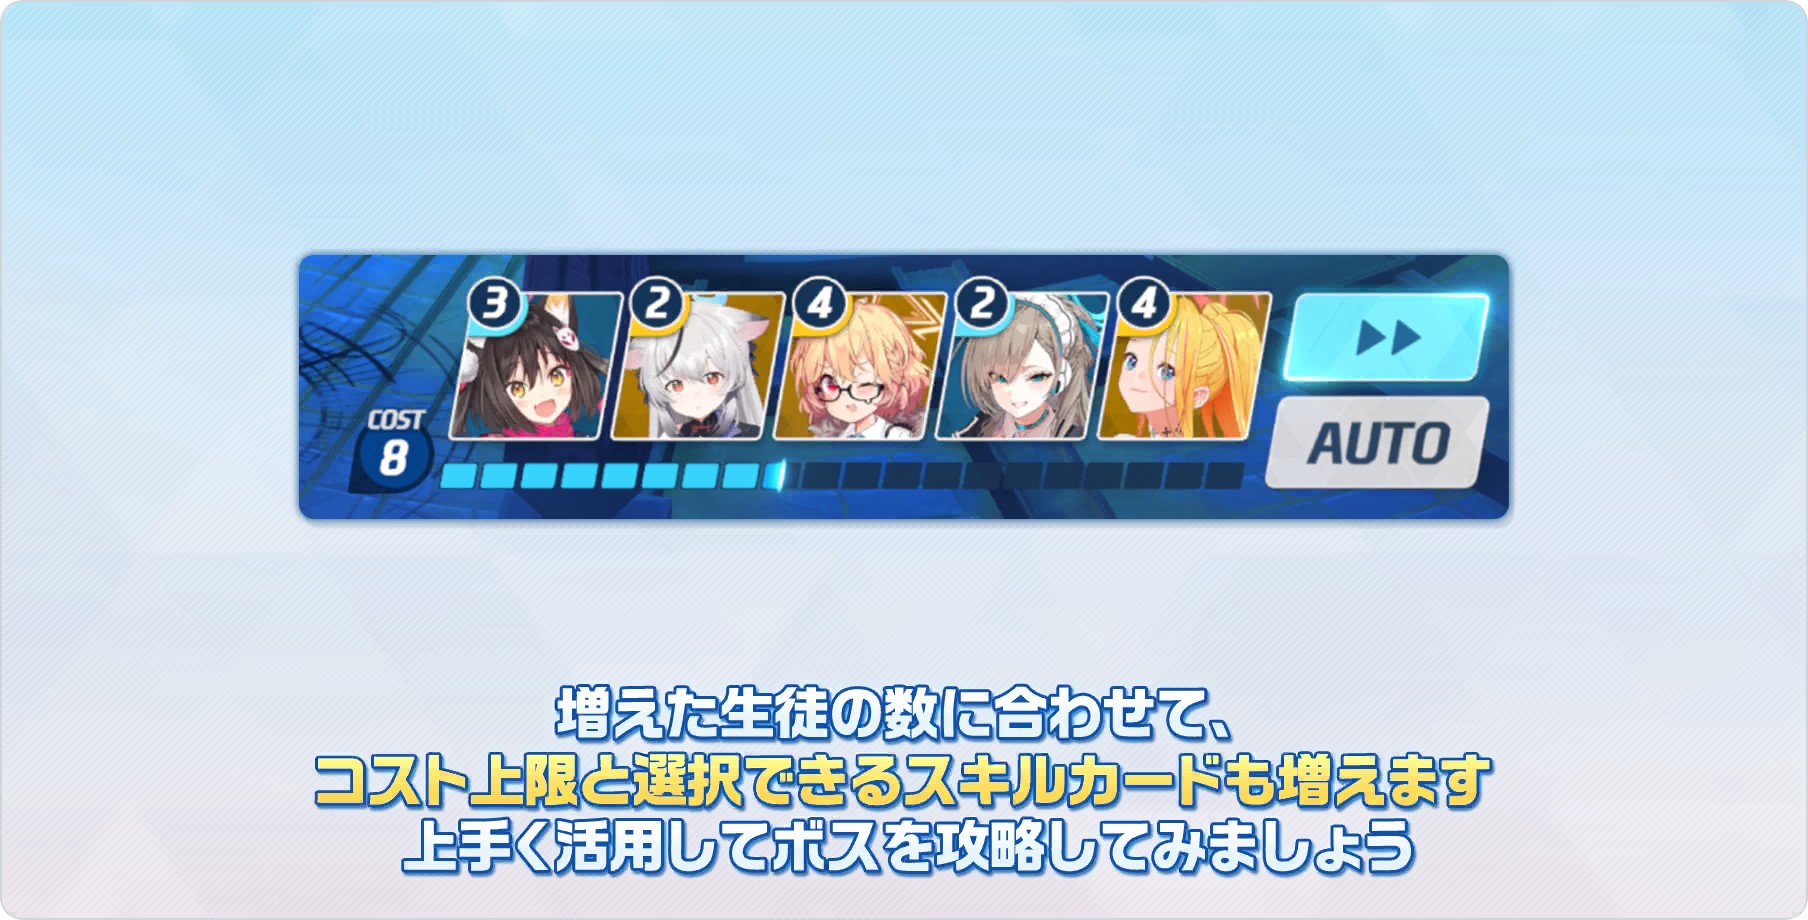 3 2 4 2 4
COST
8
AUTO
増えた生徒の数に合わせて、
コスト上限と選択できるスキルカードも増えます
上手く活用してボスを攻略してみましょう